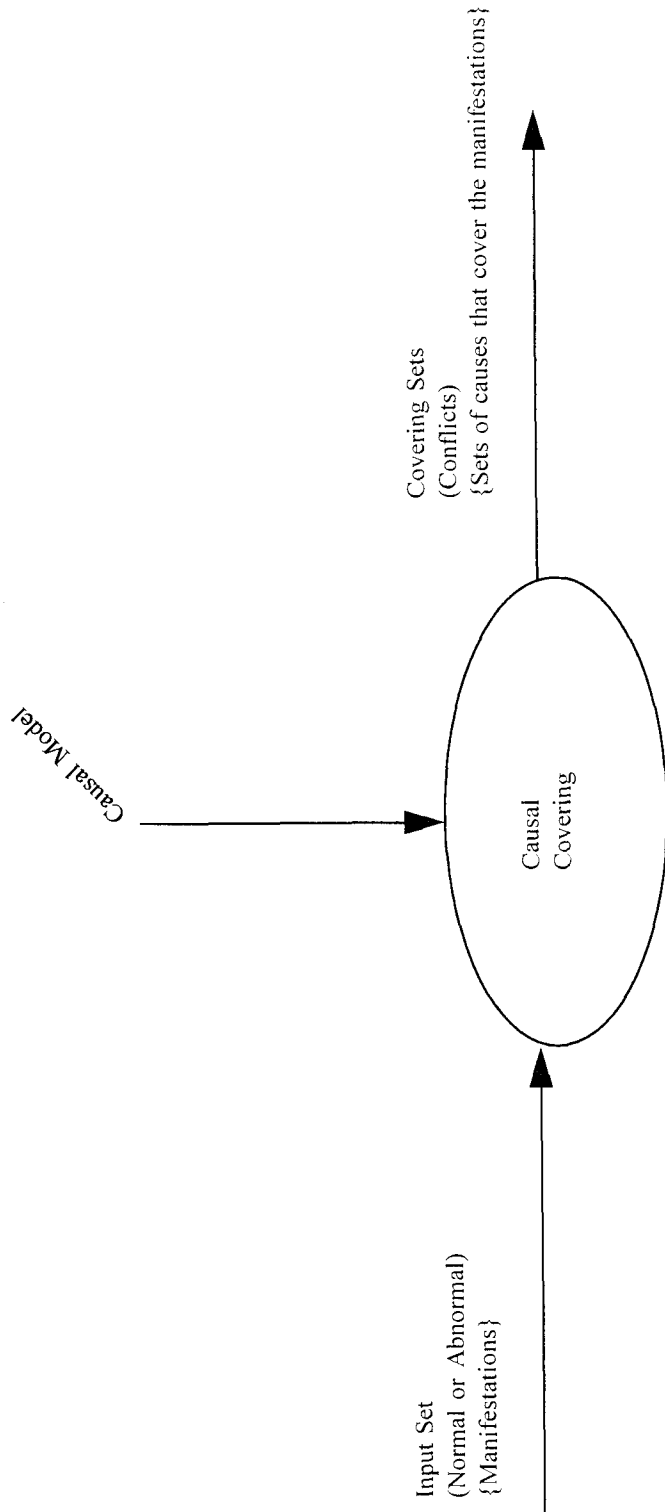 Causal Model
Input Set
(Normal or Abnormal)
{Manifestations}
Causal
Covering
Covering Sets
(Conflicts)
{Sets of causes that cover the manifestations}